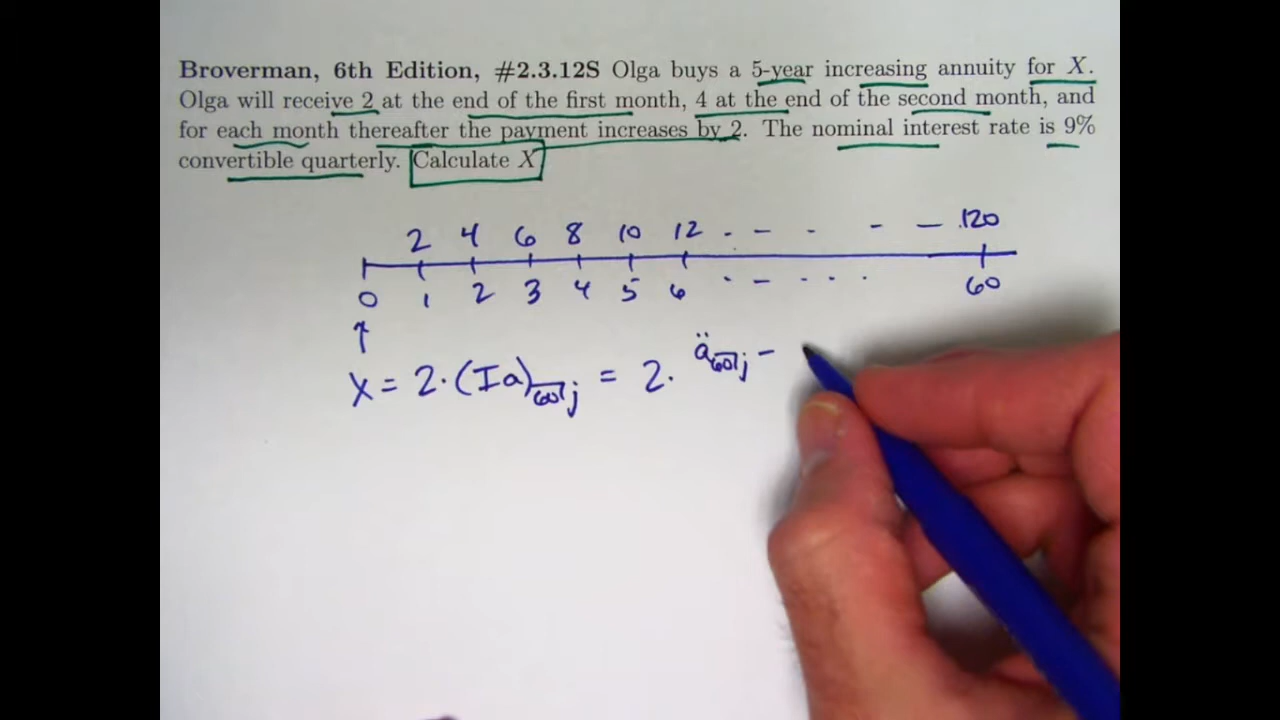 Broverman, 6th Edition, #2.3.12S Olga buys a 5-year increasing annuity for X.
Olga will receive 2 at the end of the first month, 4 at the end of the second month, and
for each month thereafter the payment increases by 2. The nominal interest rate is 9%
convertible quarterly. Calculate X
2 4 6 8 10 12 · – · – – 120
0 1 2 3 4 5 6 · – · · · 60
X = 2·(Ia)60⌉j = 2· ä60⌉j –